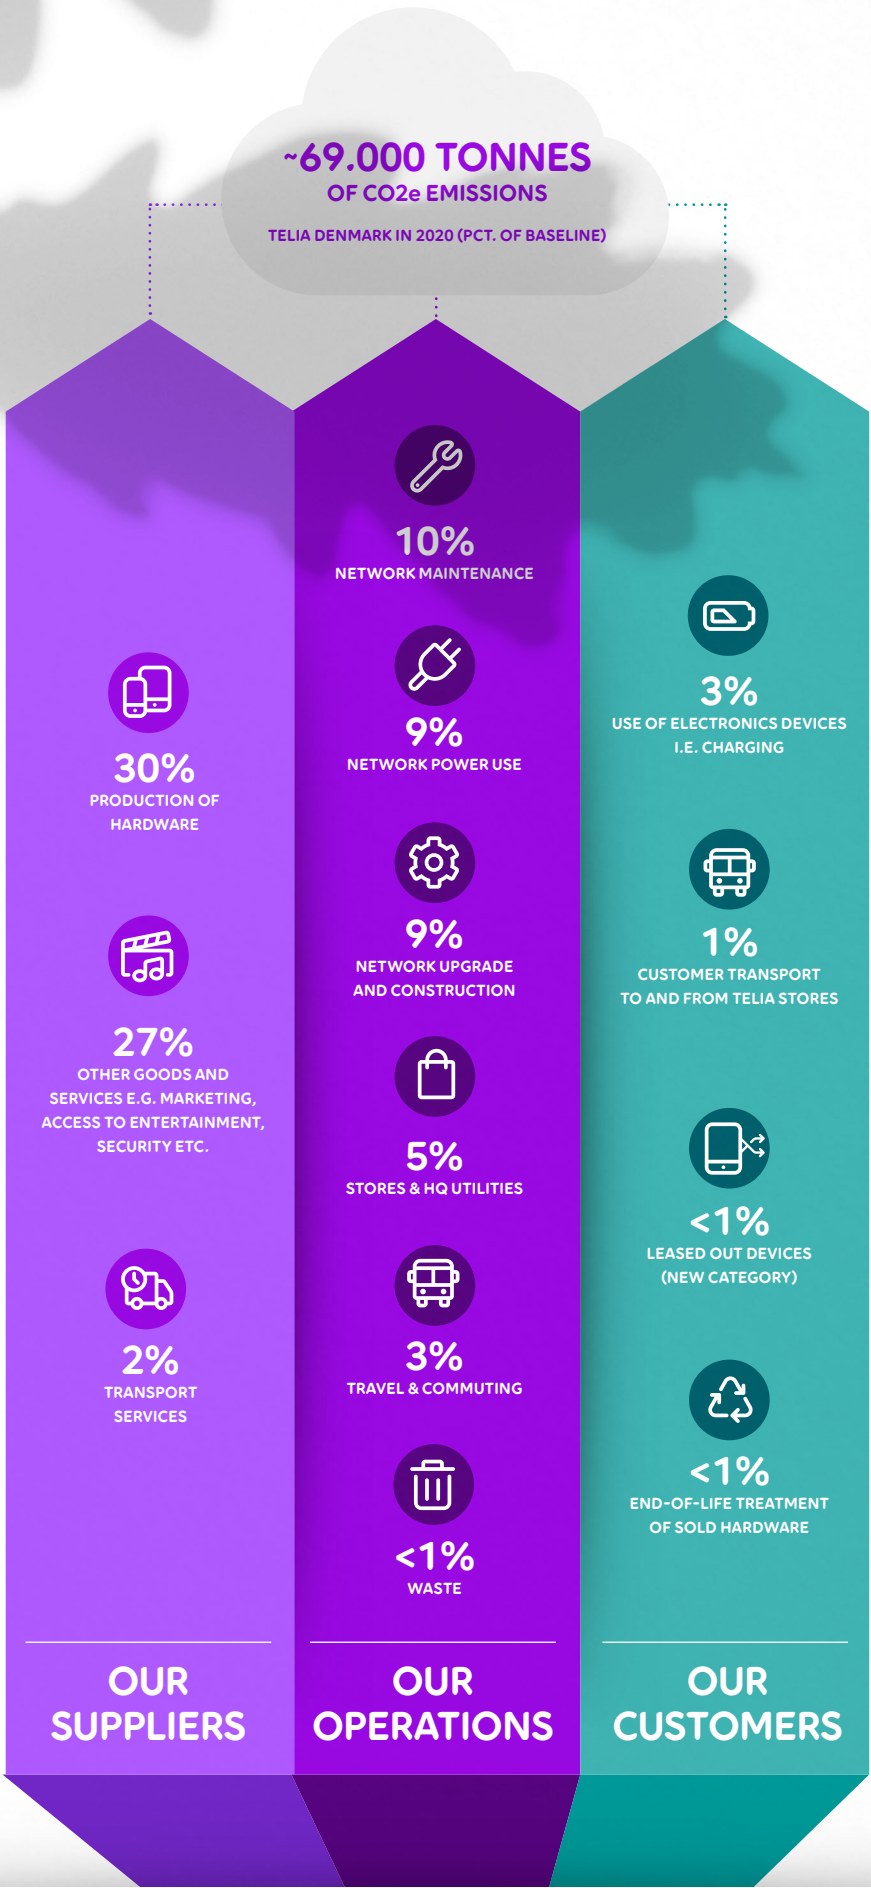 ~69.000 TONNES
OF CO2e EMISSIONS
TELIA DENMARK IN 2020 (PCT. OF BASELINE)
30%
PRODUCTION OF
HARDWARE
27%
OTHER GOODS AND
SERVICES E.G. MARKETING,
ACCESS TO ENTERTAINMENT,
SECURITY ETC.
2%
TRANSPORT
SERVICES
OUR
SUPPLIERS
10%
NETWORK MAINTENANCE
9%
NETWORK POWER USE
9%
NETWORK UPGRADE
AND CONSTRUCTION
5%
STORES & HQ UTILITIES
3%
TRAVEL & COMMUTING
<1%
WASTE
OUR
OPERATIONS
3%
USE OF ELECTRONICS DEVICES
I.E. CHARGING
1%
CUSTOMER TRANSPORT
TO AND FROM TELIA STORES
<1%
LEASED OUT DEVICES
(NEW CATEGORY)
<1%
END-OF-LIFE TREATMENT
OF SOLD HARDWARE
OUR
CUSTOMERS